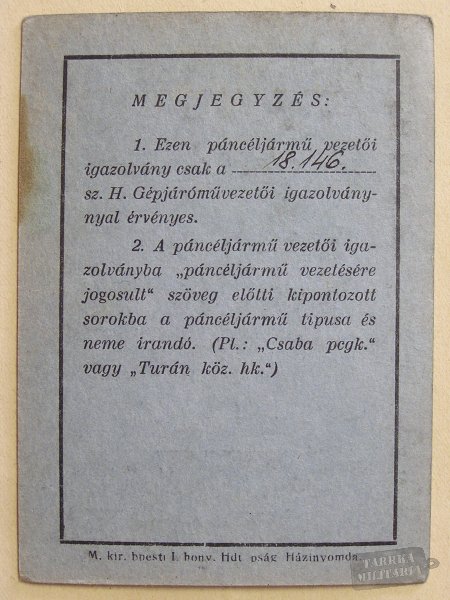 MEGJEGYZÉS:
1. Ezen páncéljármű vezetői
igazolvány csak a 18.146.
sz. H. Gépjáróművezetői igazolvány-
nyal érvényes.
2. A páncéljármű vezetői iga-
zolványba „páncéljármű vezetésére
jogosult“ szöveg előtti kipontozott
sorokba a páncéljármű tipusa és
neme irandó. (Pl.: „Csaba pcgk.“
vagy „Turán köz. hk.“)
M. kir. bpesti I. honv. Hdt. pság Házinyomda.
TARRKA
MILITARIA